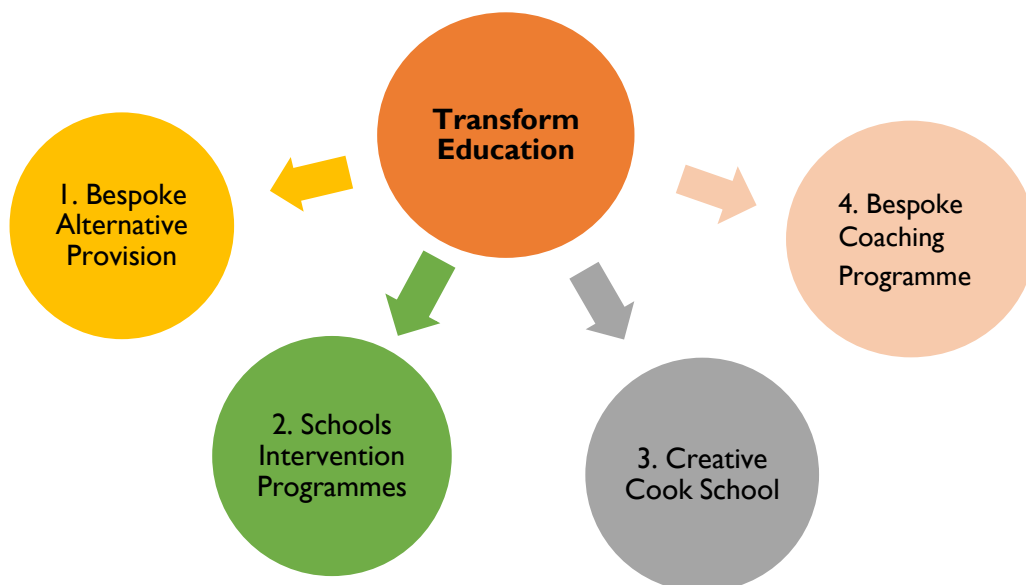 Transform
Education
1. Bespoke
Alternative
Provision
2. Schools
Intervention
Programmes
3. Creative
Cook School
4. Bespoke
Coaching
Programme